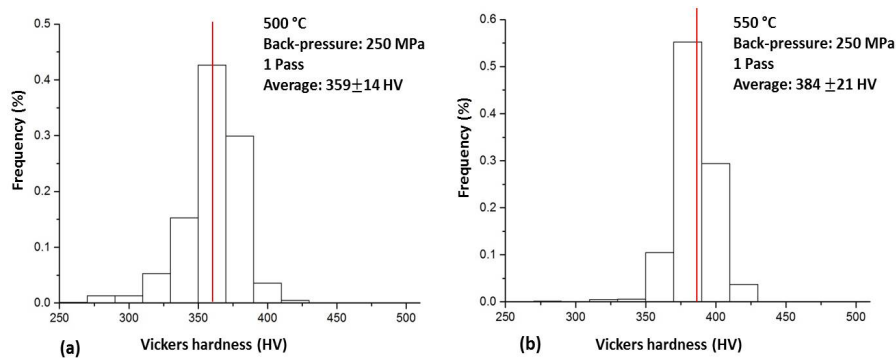 0.5
0.4
0.3
0.2
0.1
0.0
Frequency (%)
500 °C
Back-pressure: 250 MPa
1 Pass
Average: 359±14 HV
250 300 350 400 450 500
(a) Vickers hardness (HV)
0.6
0.5
0.4
0.3
0.2
0.1
0.0
Frequency (%)
550 °C
Back-pressure: 250 MPa
1 Pass
Average: 384 ±21 HV
250 300 350 400 450 500
(b) Vickers hardness (HV)